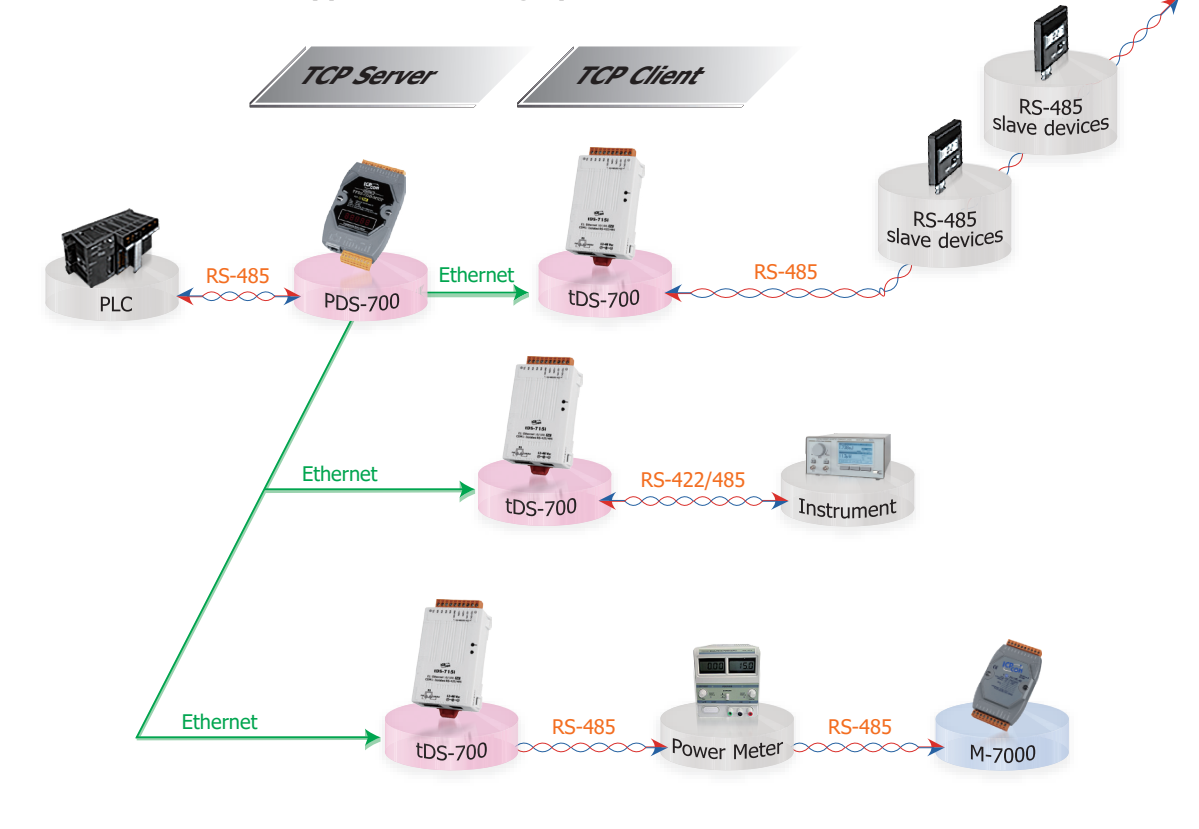 TCP Server
TCP Client
RS-485
slave devices
RS-485
slave devices
PLC
RS-485
PDS-700
Ethernet
tDS-700
RS-485
Ethernet
tDS-700
RS-422/485
Instrument
Ethernet
tDS-700
RS-485
Power Meter
RS-485
M-7000